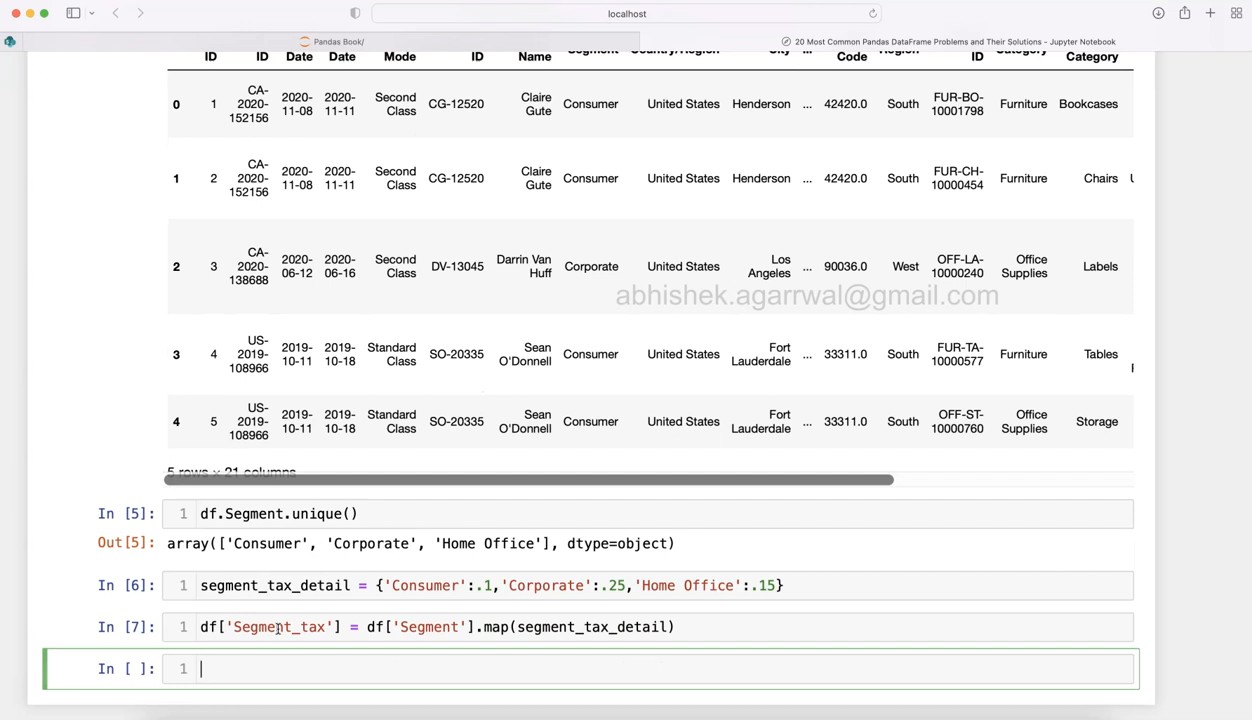 localhost
Pandas Book/
20 Most Common Pandas DataFrame Problems and Their Solutions - Jupyter Notebook
Segment Country/Region City ... Region Category
ID ID Date Date Mode ID Name Code ID Category
0 1 CA-2020-152156 2020-11-08 2020-11-11 Second Class CG-12520 Claire Gute Consumer United States Henderson ... 42420.0 South FUR-BO-10001798 Furniture Bookcases
1 2 CA-2020-152156 2020-11-08 2020-11-11 Second Class CG-12520 Claire Gute Consumer United States Henderson ... 42420.0 South FUR-CH-10000454 Furniture Chairs
2 3 CA-2020-138688 2020-06-12 2020-06-16 Second Class DV-13045 Darrin Van Huff Corporate United States Los Angeles ... 90036.0 West OFF-LA-10000240 Office Supplies Labels
abhishek.agarrwal@gmail.com
3 4 US-2019-108966 2019-10-11 2019-10-18 Standard Class SO-20335 Sean O'Donnell Consumer United States Fort Lauderdale ... 33311.0 South FUR-TA-10000577 Furniture Tables
4 5 US-2019-108966 2019-10-11 2019-10-18 Standard Class SO-20335 Sean O'Donnell Consumer United States Fort Lauderdale ... 33311.0 South OFF-ST-10000760 Office Supplies Storage
5 rows × 21 columns
In [5]: 1 df.Segment.unique()
Out[5]: array(['Consumer', 'Corporate', 'Home Office'], dtype=object)
In [6]: 1 segment_tax_detail = {'Consumer':.1,'Corporate':.25,'Home Office':.15}
In [7]: 1 df['Segment_tax'] = df['Segment'].map(segment_tax_detail)
In [ ]: 1